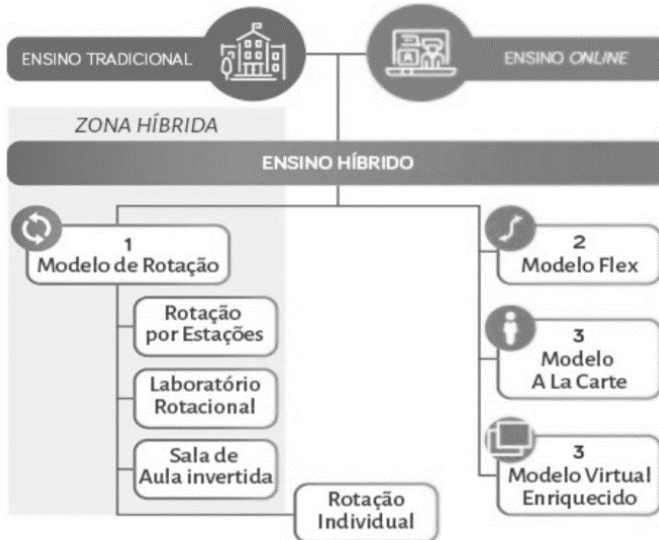 ENSINO TRADICIONAL
ENSINO ONLINE
ZONA HÍBRIDA
ENSINO HÍBRIDO
1
Modelo de Rotação
Rotação
por Estações
Laboratório
Rotacional
Sala de
Aula invertida
Rotação
Individual
2
Modelo Flex
3
Modelo
A La Carte
3
Modelo Virtual
Enriquecido